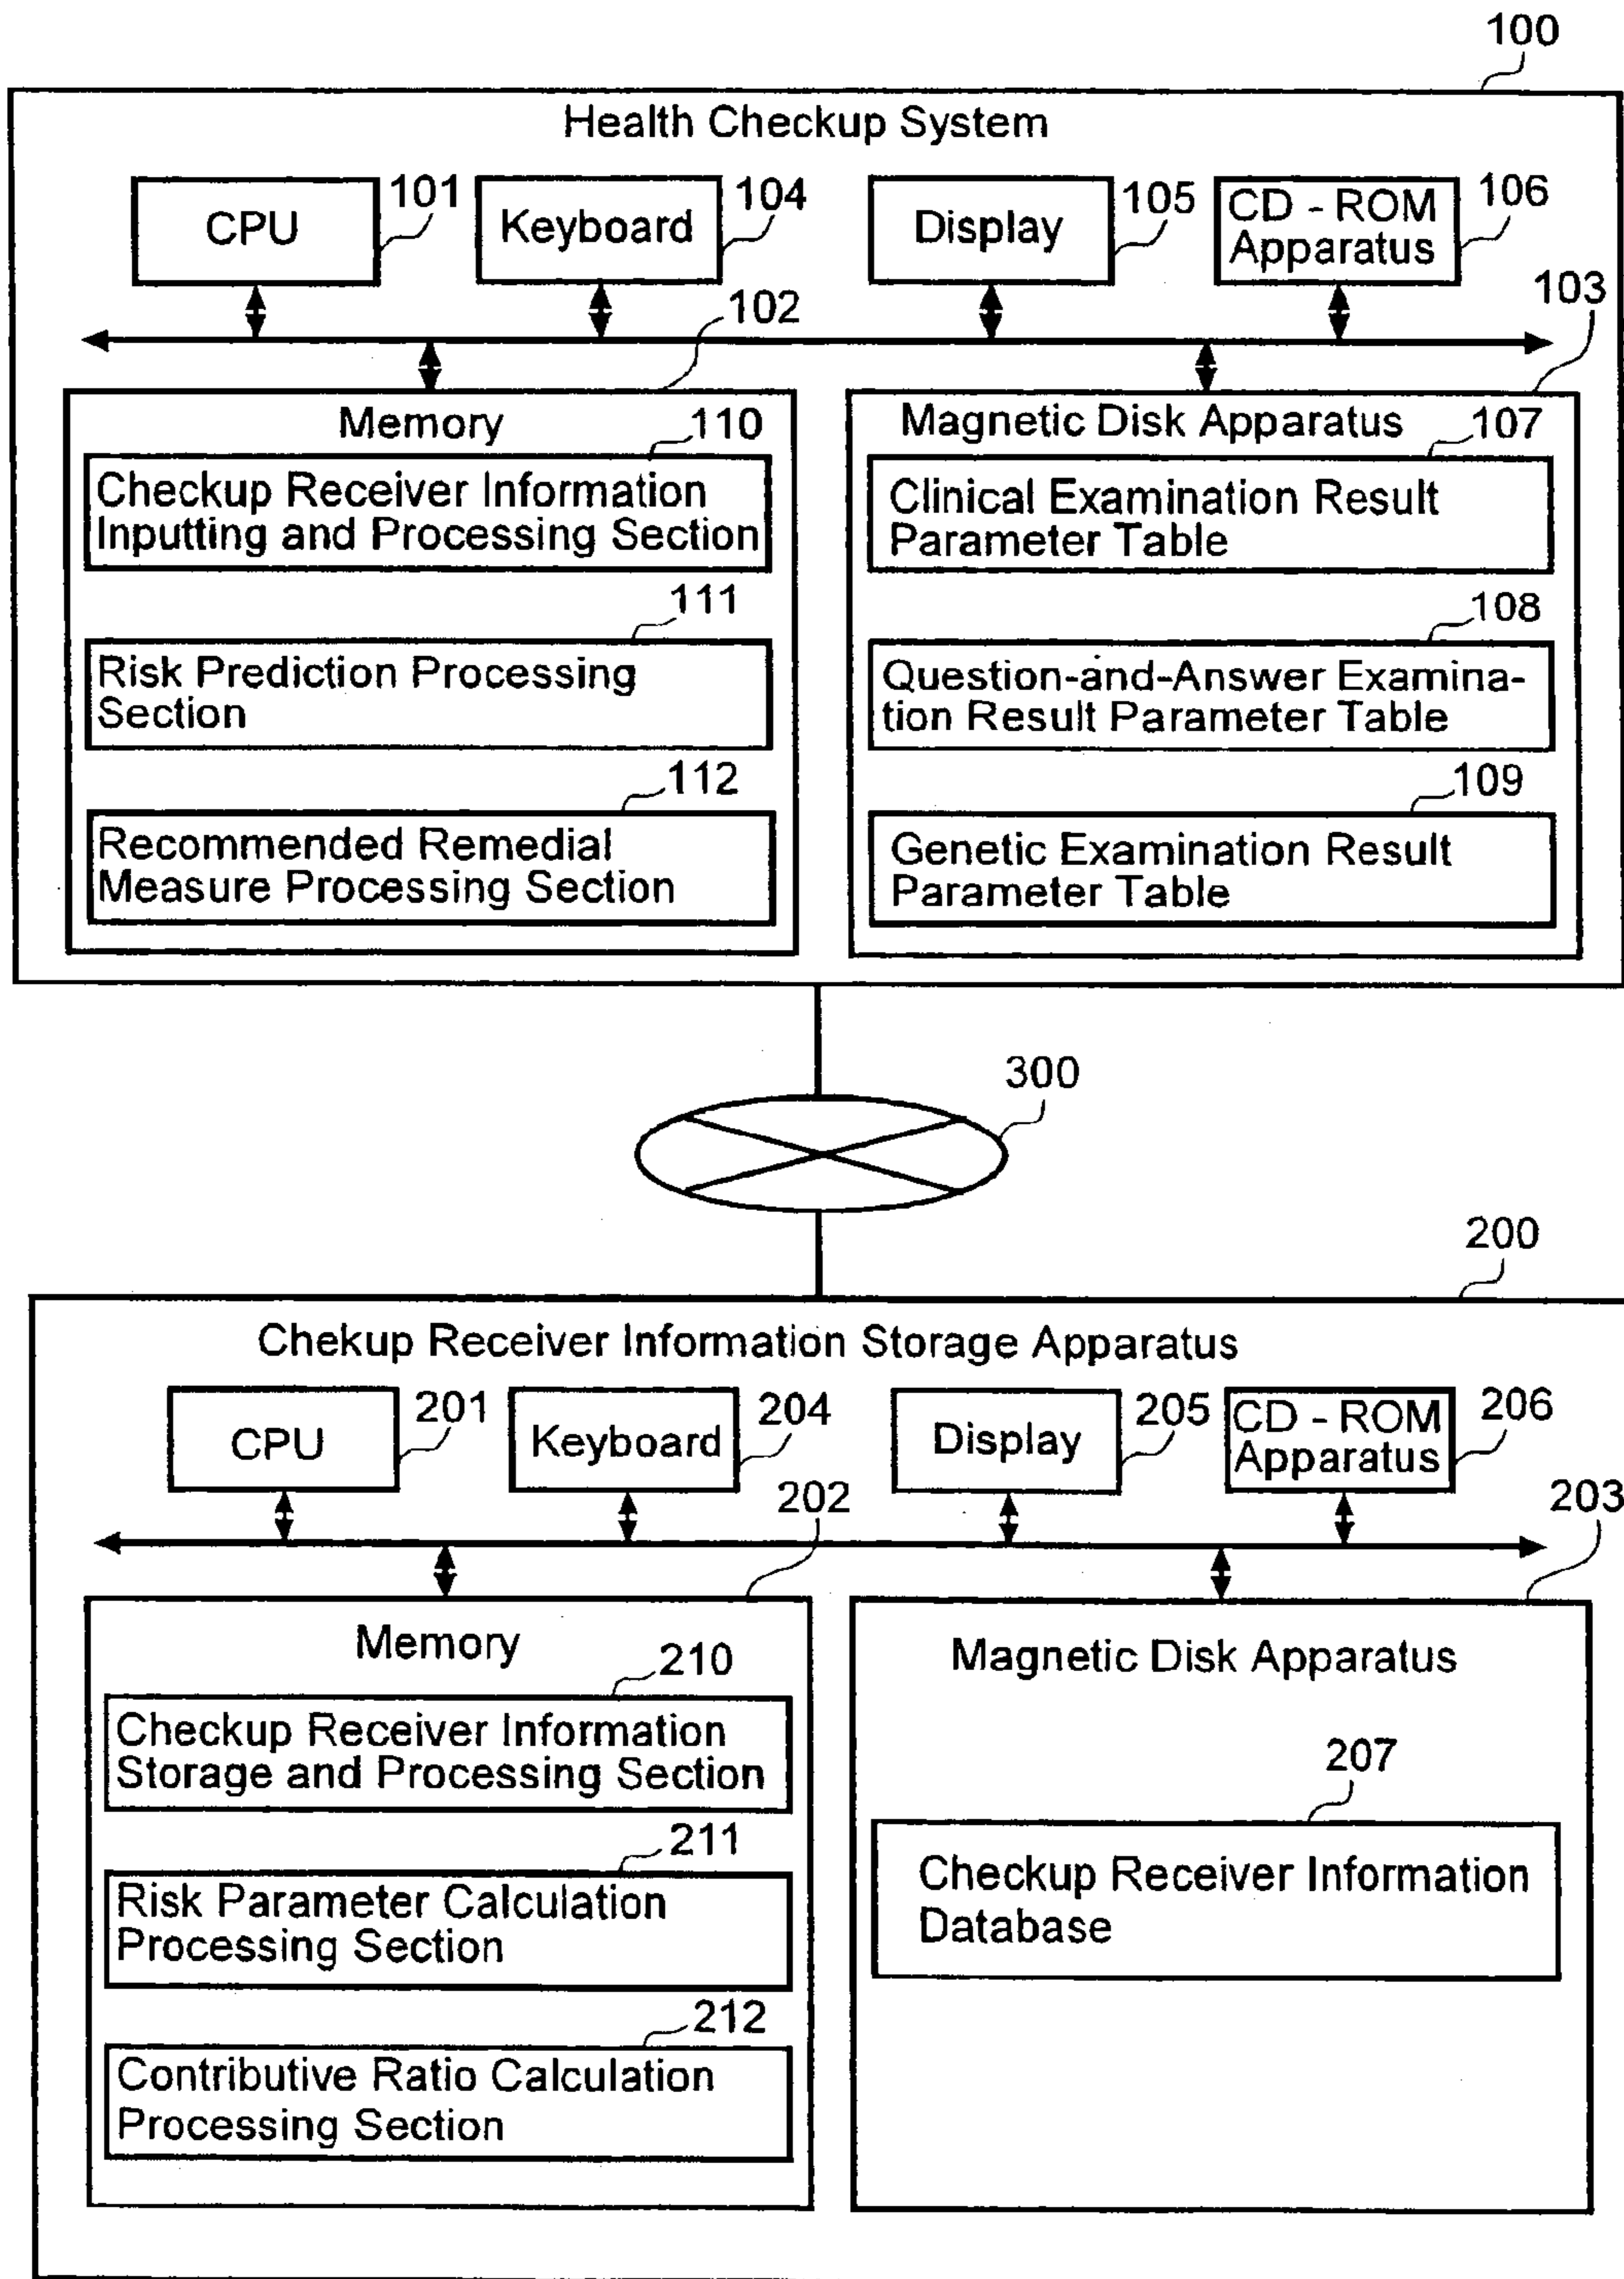 100
Health Checkup System
CPU
101
Keyboard
104
Display
105
CD - ROM
Apparatus
106
102
103
Memory
110
Checkup Receiver Information
Inputting and Processing Section
111
Risk Prediction Processing
Section
112
Recommended Remedial
Measure Processing Section
Magnetic Disk Apparatus
107
Clinical Examination Result
Parameter Table
108
Question-and-Answer Examina-
tion Result Parameter Table
109
Genetic Examination Result
Parameter Table
300
200
Chekup Receiver Information Storage Apparatus
CPU
201
Keyboard
204
Display
205
CD - ROM
Apparatus
206
202
203
Memory
210
Checkup Receiver Information
Storage and Processing Section
211
Risk Parameter Calculation
Processing Section
212
Contributive Ratio Calculation
Processing Section
Magnetic Disk Apparatus
207
Checkup Receiver Information
Database